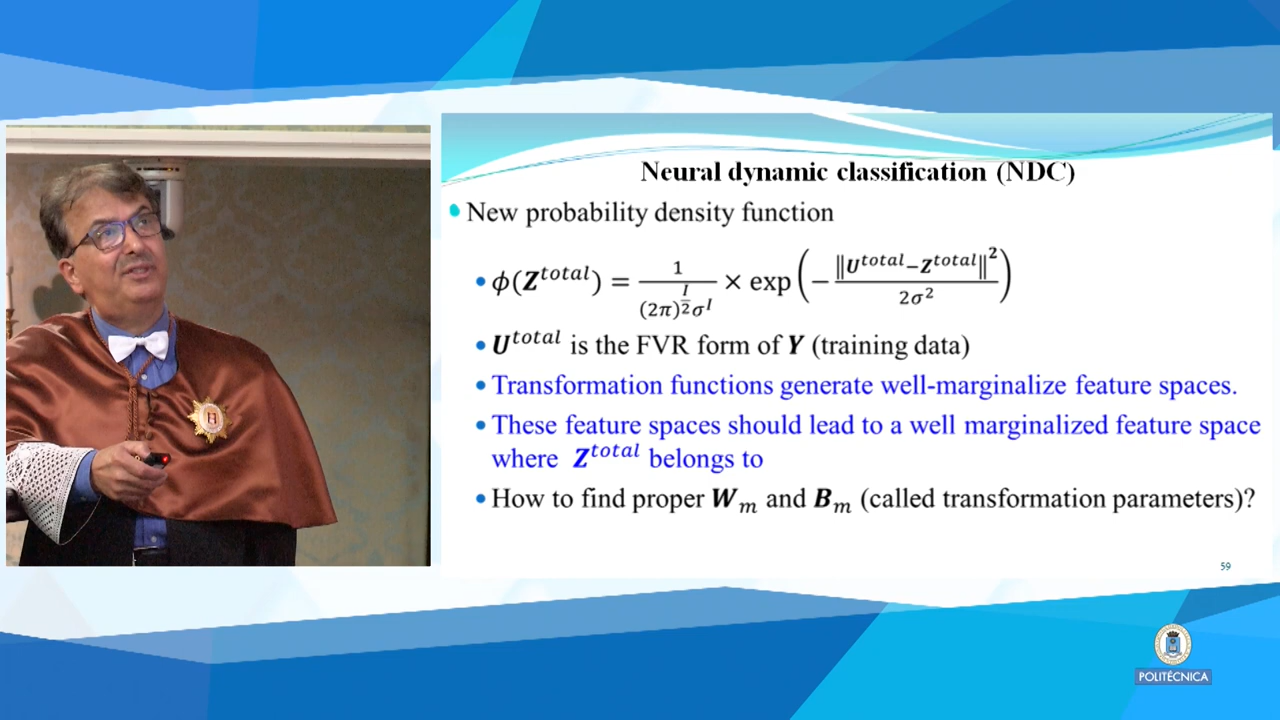 Neural dynamic classification (NDC)
New probability density function
ϕ(Z^total) = 1 / ((2π)^(I/2) σ^I) × exp(−‖U^total − Z^total‖² / 2σ²)
U^total is the FVR form of Y (training data)
Transformation functions generate well-marginalize feature spaces.
These feature spaces should lead to a well marginalized feature space
where Z^total belongs to
How to find proper W_m and B_m (called transformation parameters)?
59
POLITÉCNICA